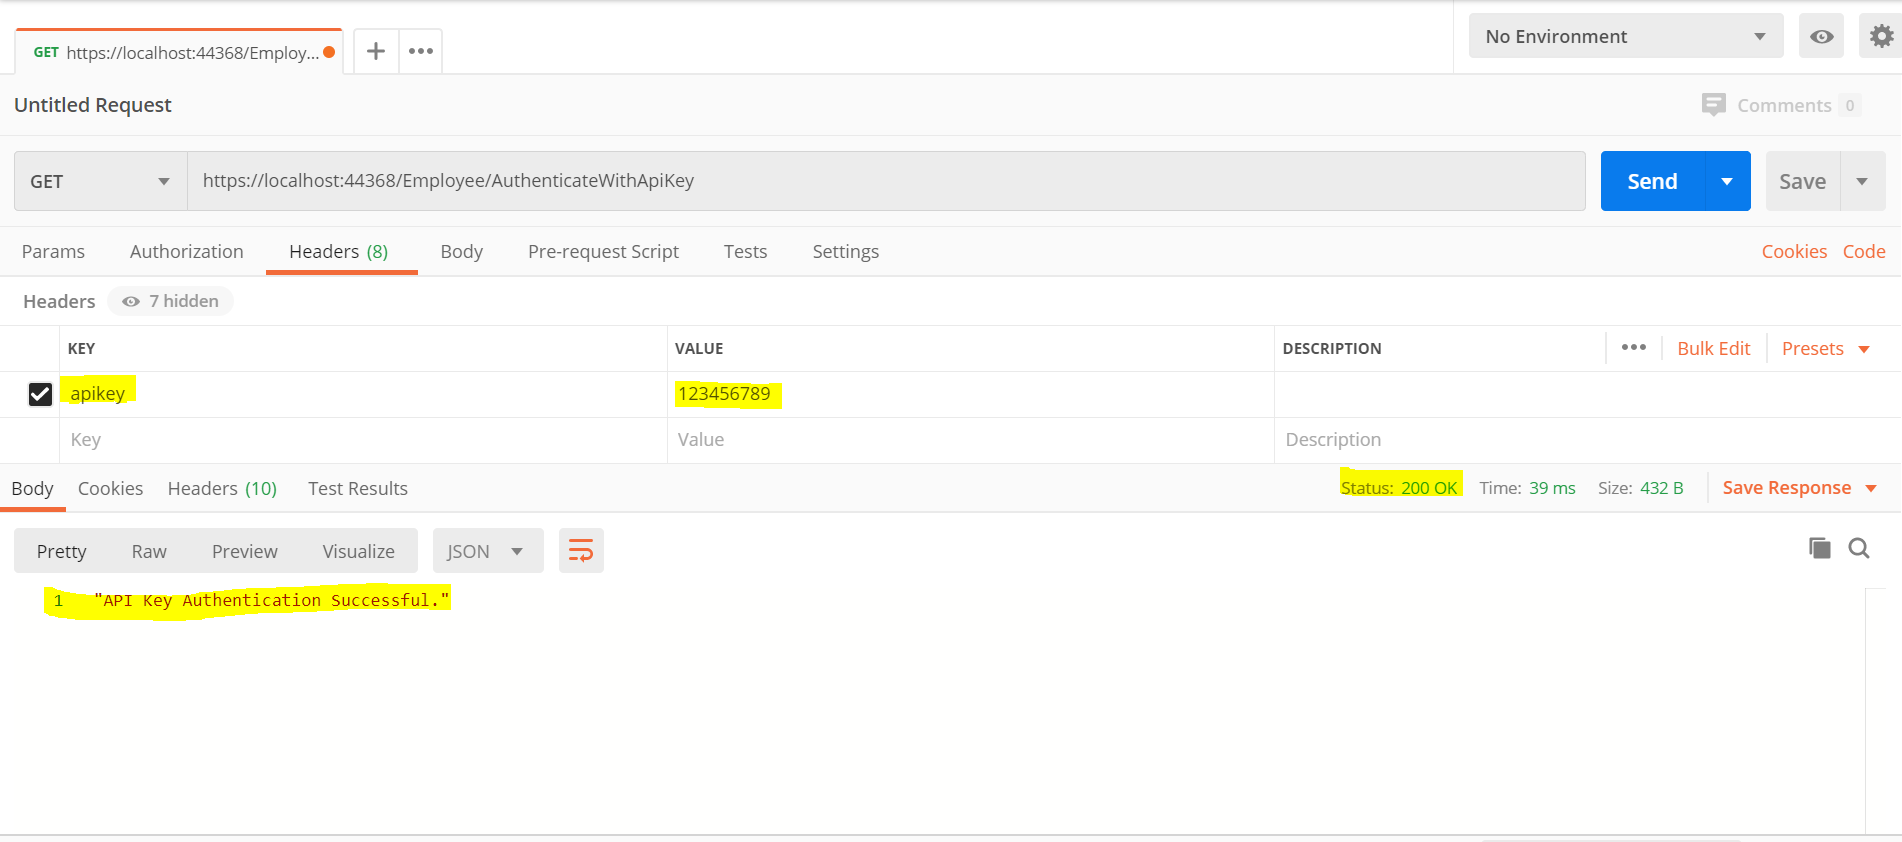 GET https://localhost:44368/Employ...
No Environment
Untitled Request
Comments 0
GET https://localhost:44368/Employee/AuthenticateWithApiKey Send Save
Params Authorization Headers (8) Body Pre-request Script Tests Settings Cookies Code
Headers 7 hidden
KEY VALUE DESCRIPTION Bulk Edit Presets
apikey 123456789
Key Value Description
Body Cookies Headers (10) Test Results Status: 200 OK Time: 39 ms Size: 432 B Save Response
Pretty Raw Preview Visualize JSON
1 "API Key Authentication Successful."